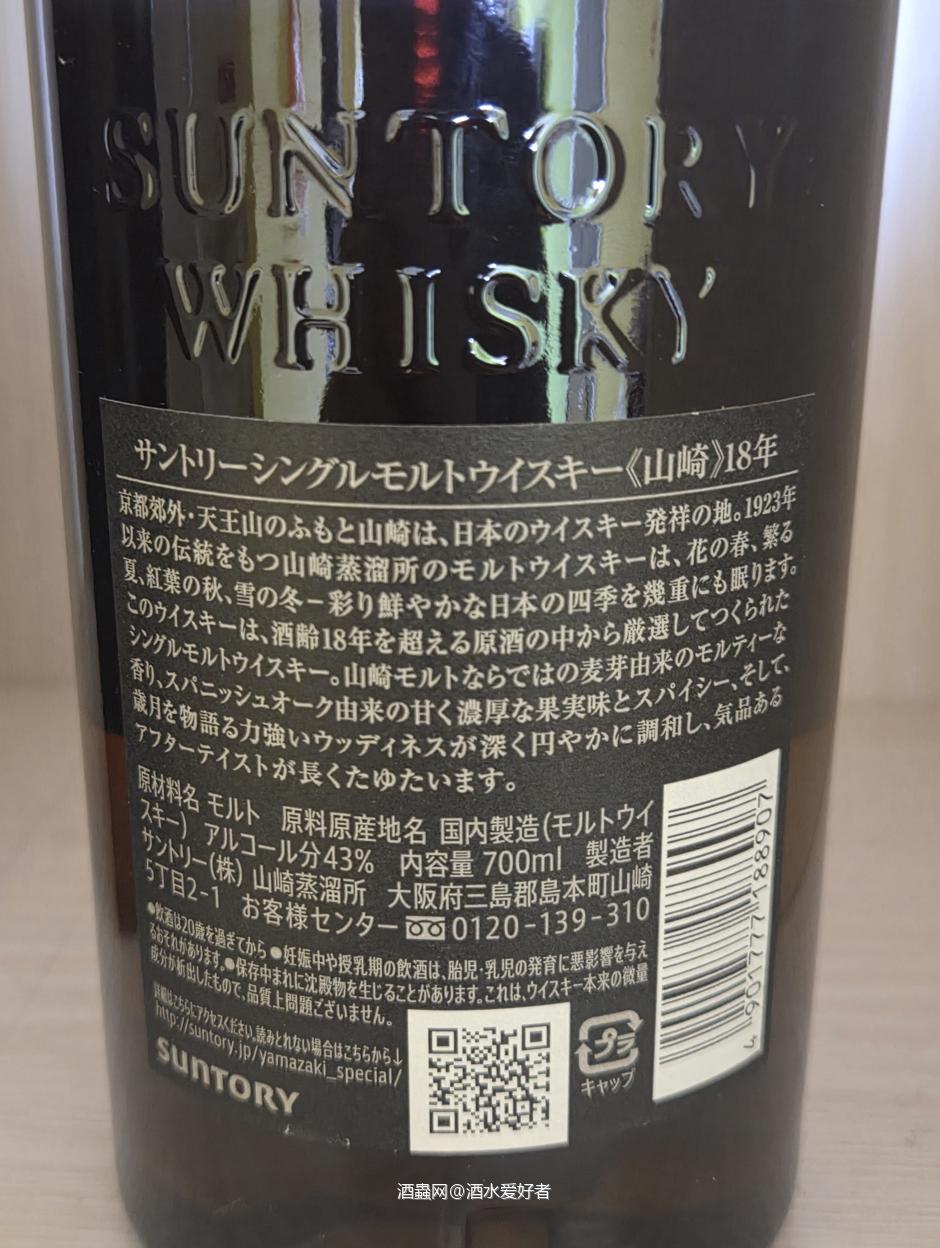 SUNTORY
WHISKY
サントリーシングルモルトウイスキー《山崎》18年
京都郊外・天王山のふもと山崎は、日本のウイスキー発祥の地。1923年
以来の伝統をもつ山崎蒸溜所のモルトウイスキーは、花の春、繁る
夏、紅葉の秋、雪の冬−彩り鮮やかな日本の四季を幾重にも眠ります。
このウイスキーは、酒齢18年を超える原酒の中から厳選してつくられた
シングルモルトウイスキー。山崎モルトならではの麦芽由来のモルティーな
香り、スパニッシュオーク由来の甘く濃厚な果実味とスパイシー、そして、
歳月を物語る力強いウッディネスが深く円やかに調和し、気品ある
アフターテイストが長くたゆたいます。
原材料名 モルト 原料原産地名 国内製造(モルトウイ
スキー) アルコール分43% 内容量 700ml 製造者
サントリー(株) 山崎蒸溜所 大阪府三島郡島本町山崎
5丁目2-1 お客様センター 0120-139-310
●飲酒は20歳を過ぎてから ●妊娠中や授乳期の飲酒は、胎児・乳児の発育に悪影響を与え
るおそれがあります。●保存中まれに沈殿物を生じることがあります。これは、ウイスキー本来の微量
成分が析出したもので、品質上問題ございません。
詳細はこちらにアクセスください。読みとれない場合はこちらから↓
http://suntory.jp/yamazaki_special/
SUNTORY
プラ
キャップ
4 901777 188907
酒蟲网@酒水爱好者